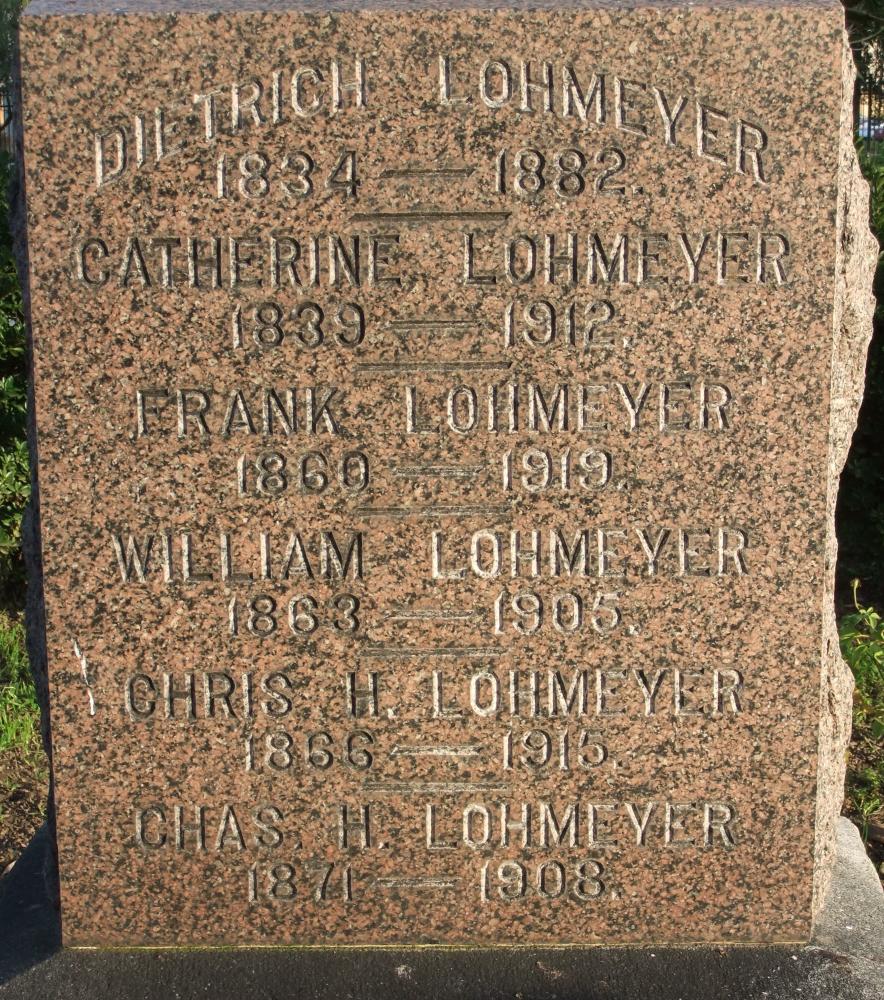 DIETRICH LOHMEYER
1834 — 1882.
CATHERINE LOHMEYER
1839 — 1912.
FRANK LOHMEYER
1860 — 1919.
WILLIAM LOHMEYER
1863 — 1905.
CHRIS H. LOHMEYER
1866 — 1915.
CHAS. H. LOHMEYER
1871 — 1908.